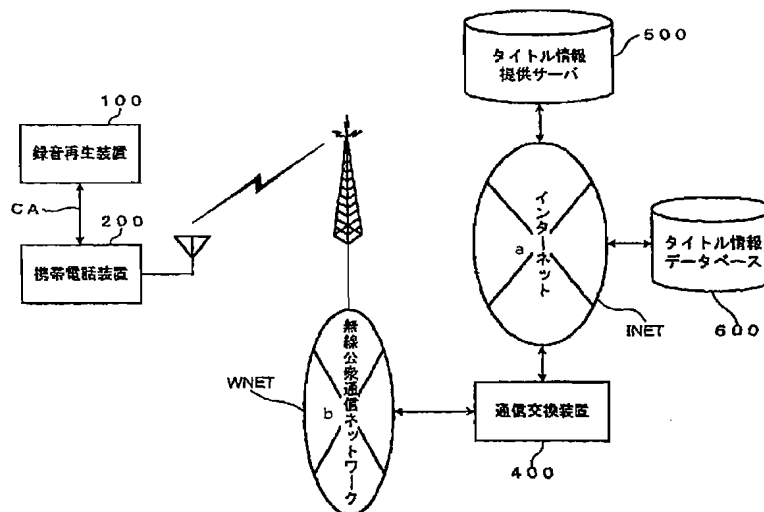 500
タイトル情報
提供サーバ
100
録音再生装置
CA
200
携帯電話装置
インターネット
a
タイトル情報
データベース
600
INET
無線公衆通信ネットワーク
WNET
b
通信交換装置
400